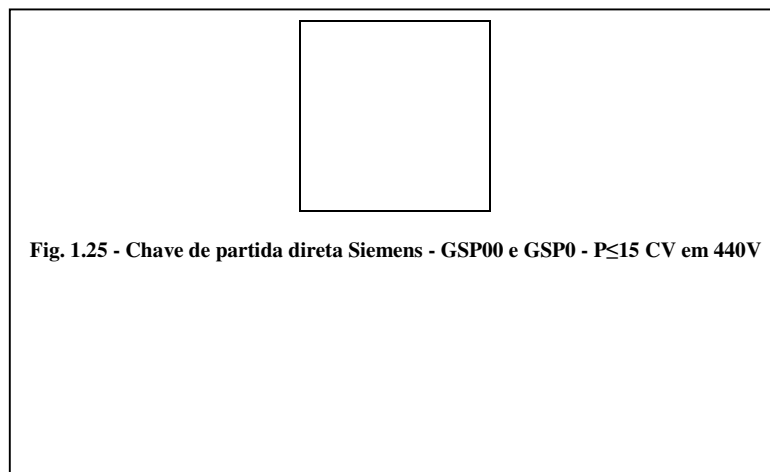 Fig. 1.25 - Chave de partida direta Siemens - GSP00 e GSP0 - P≤15 CV em 440V